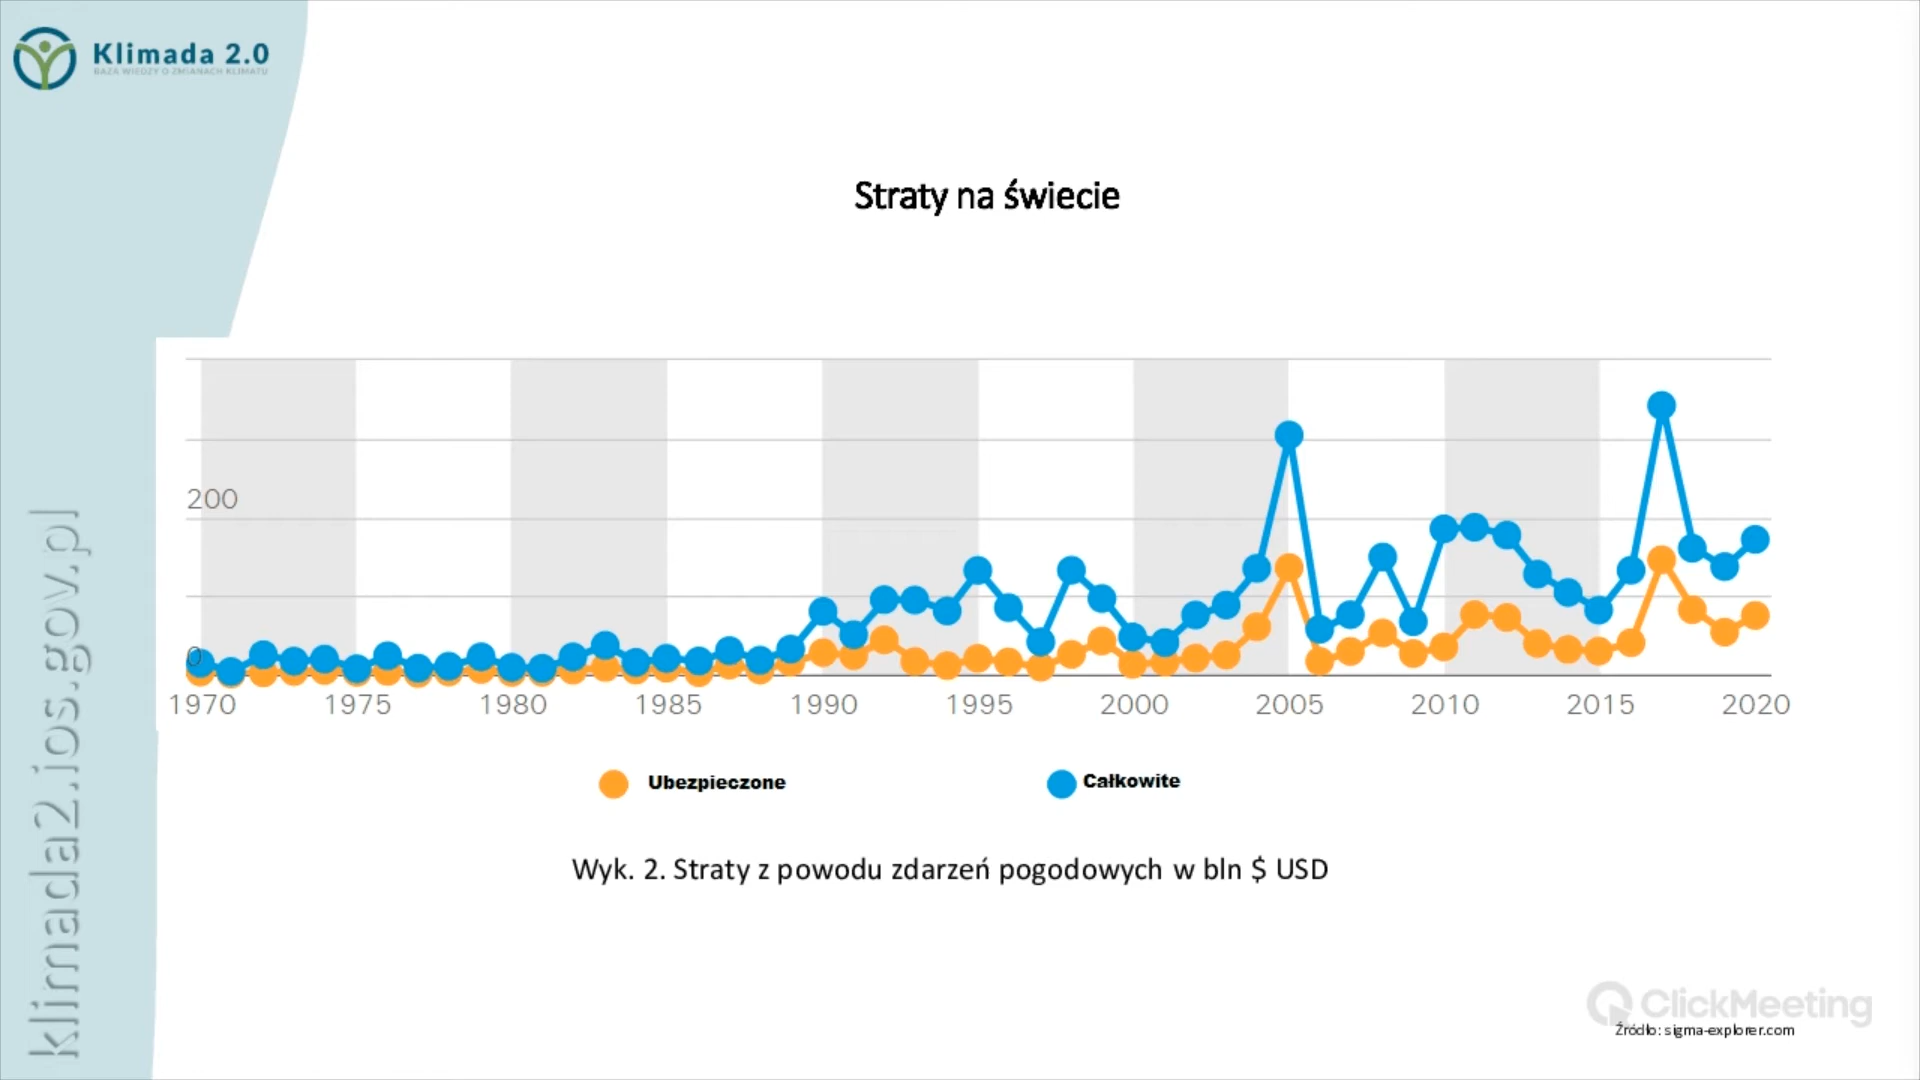 Klimada 2.0
BAZA WIEDZY O ZMIANACH KLIMATU
Straty na świecie
200
0
1970 1975 1980 1985 1990 1995 2000 2005 2010 2015 2020
Ubezpieczone Całkowite
Wyk. 2. Straty z powodu zdarzeń pogodowych w bln $ USD
klimada2.ios.gov.pl
ClickMeeting
Źródło: sigma-explorer.com